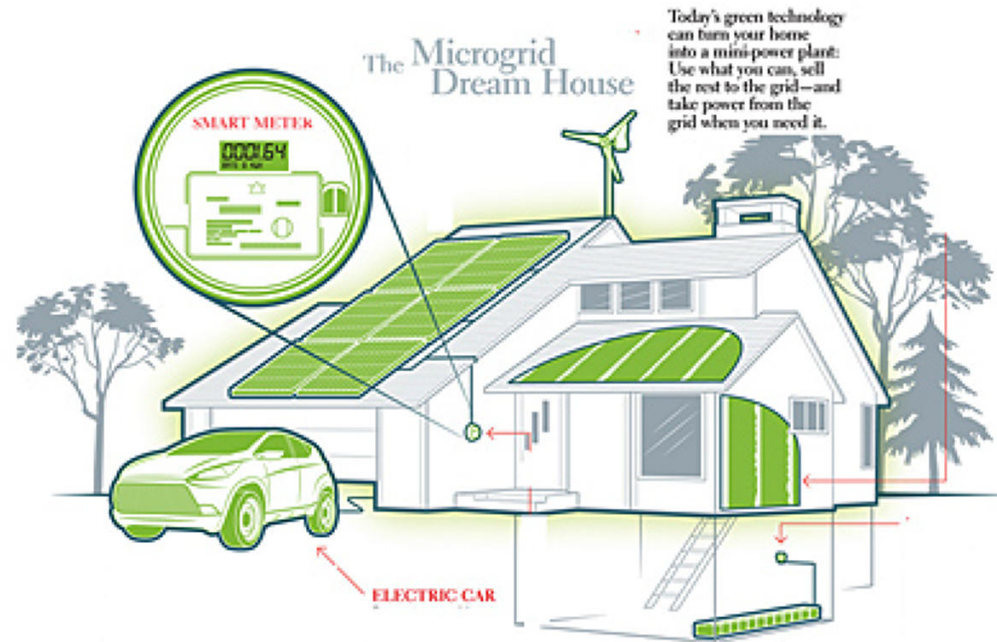 The Microgrid
Dream House
Today's green technology
can turn your home
into a mini-power plant:
Use what you can, sell
the rest to the grid—and
take power from the
grid when you need it.
SMART METER
000164
ELECTRIC CAR